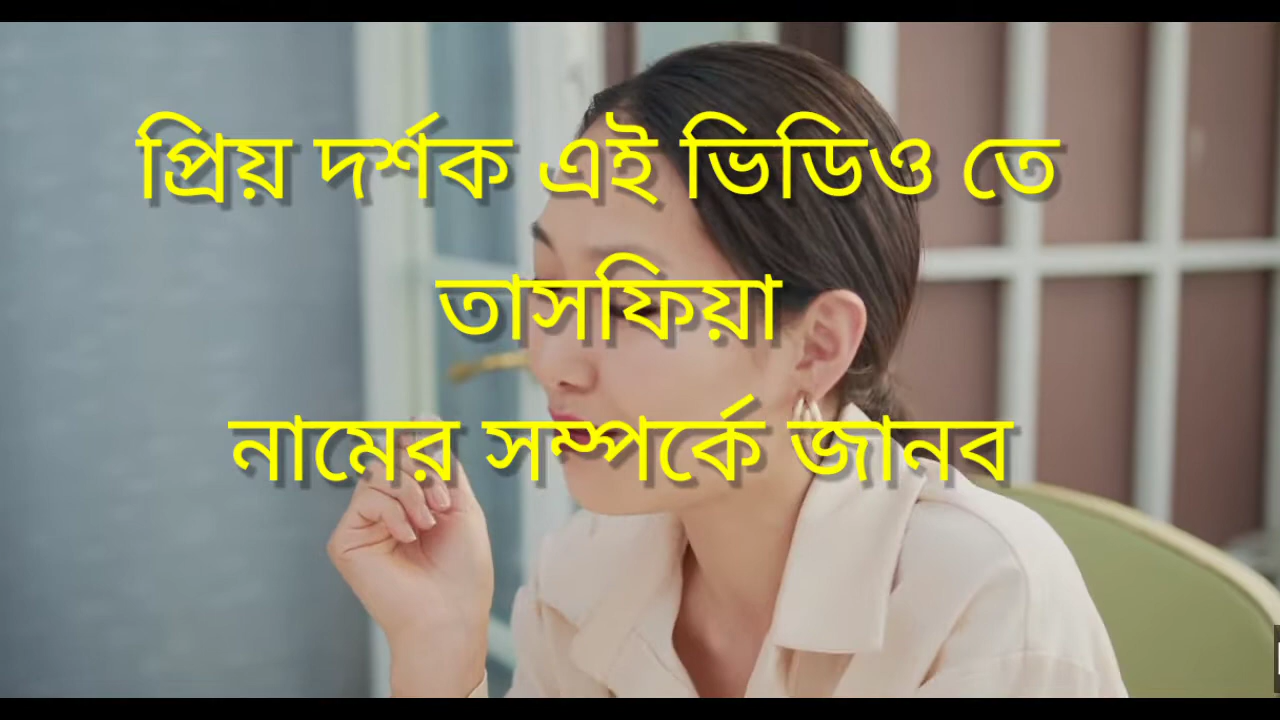 প্রিয় দর্শক এই ভিডিও তে
তাসফিয়া
নামের সম্পর্কে জানব